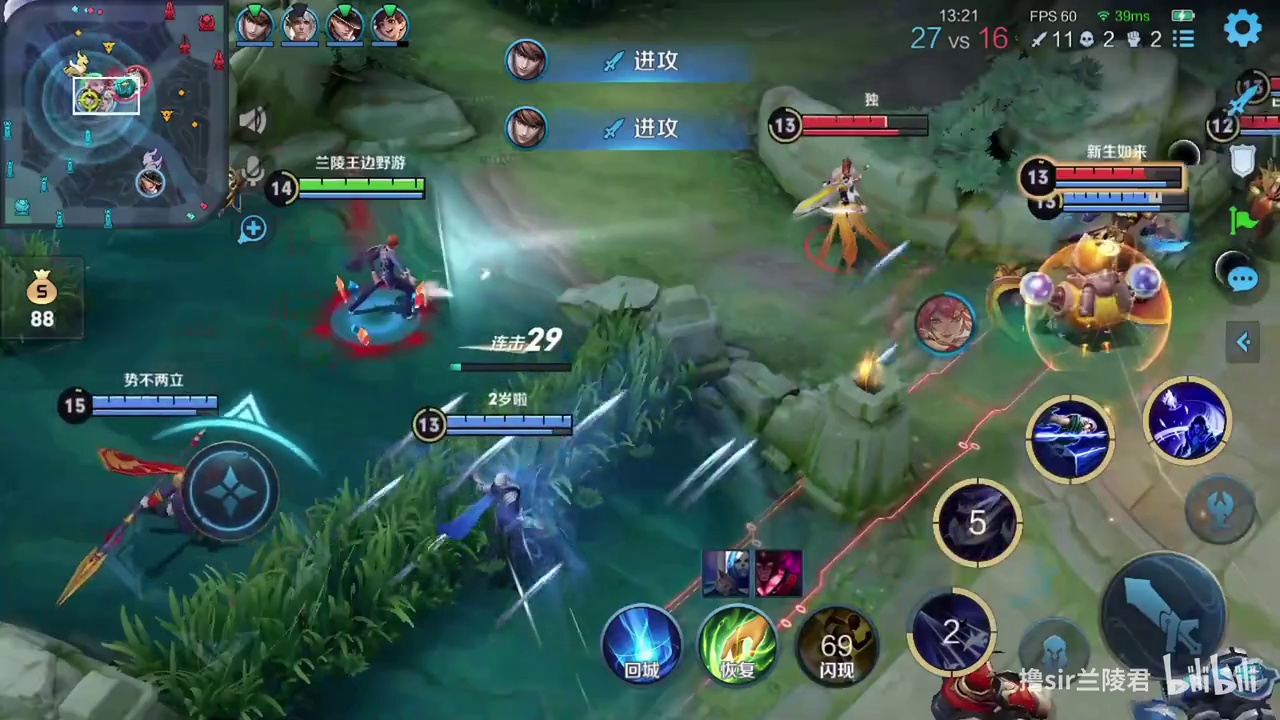 13:21
FPS 60
39ms
27 VS 16
11
2
2
进攻
进攻
独
13
12
新生如来
13
13
兰陵王边野游
14
88
连击29
势不两立
15
2岁啦
13
5
2
回城
恢复
69
闪现
@撸sir兰陵君
bilibili